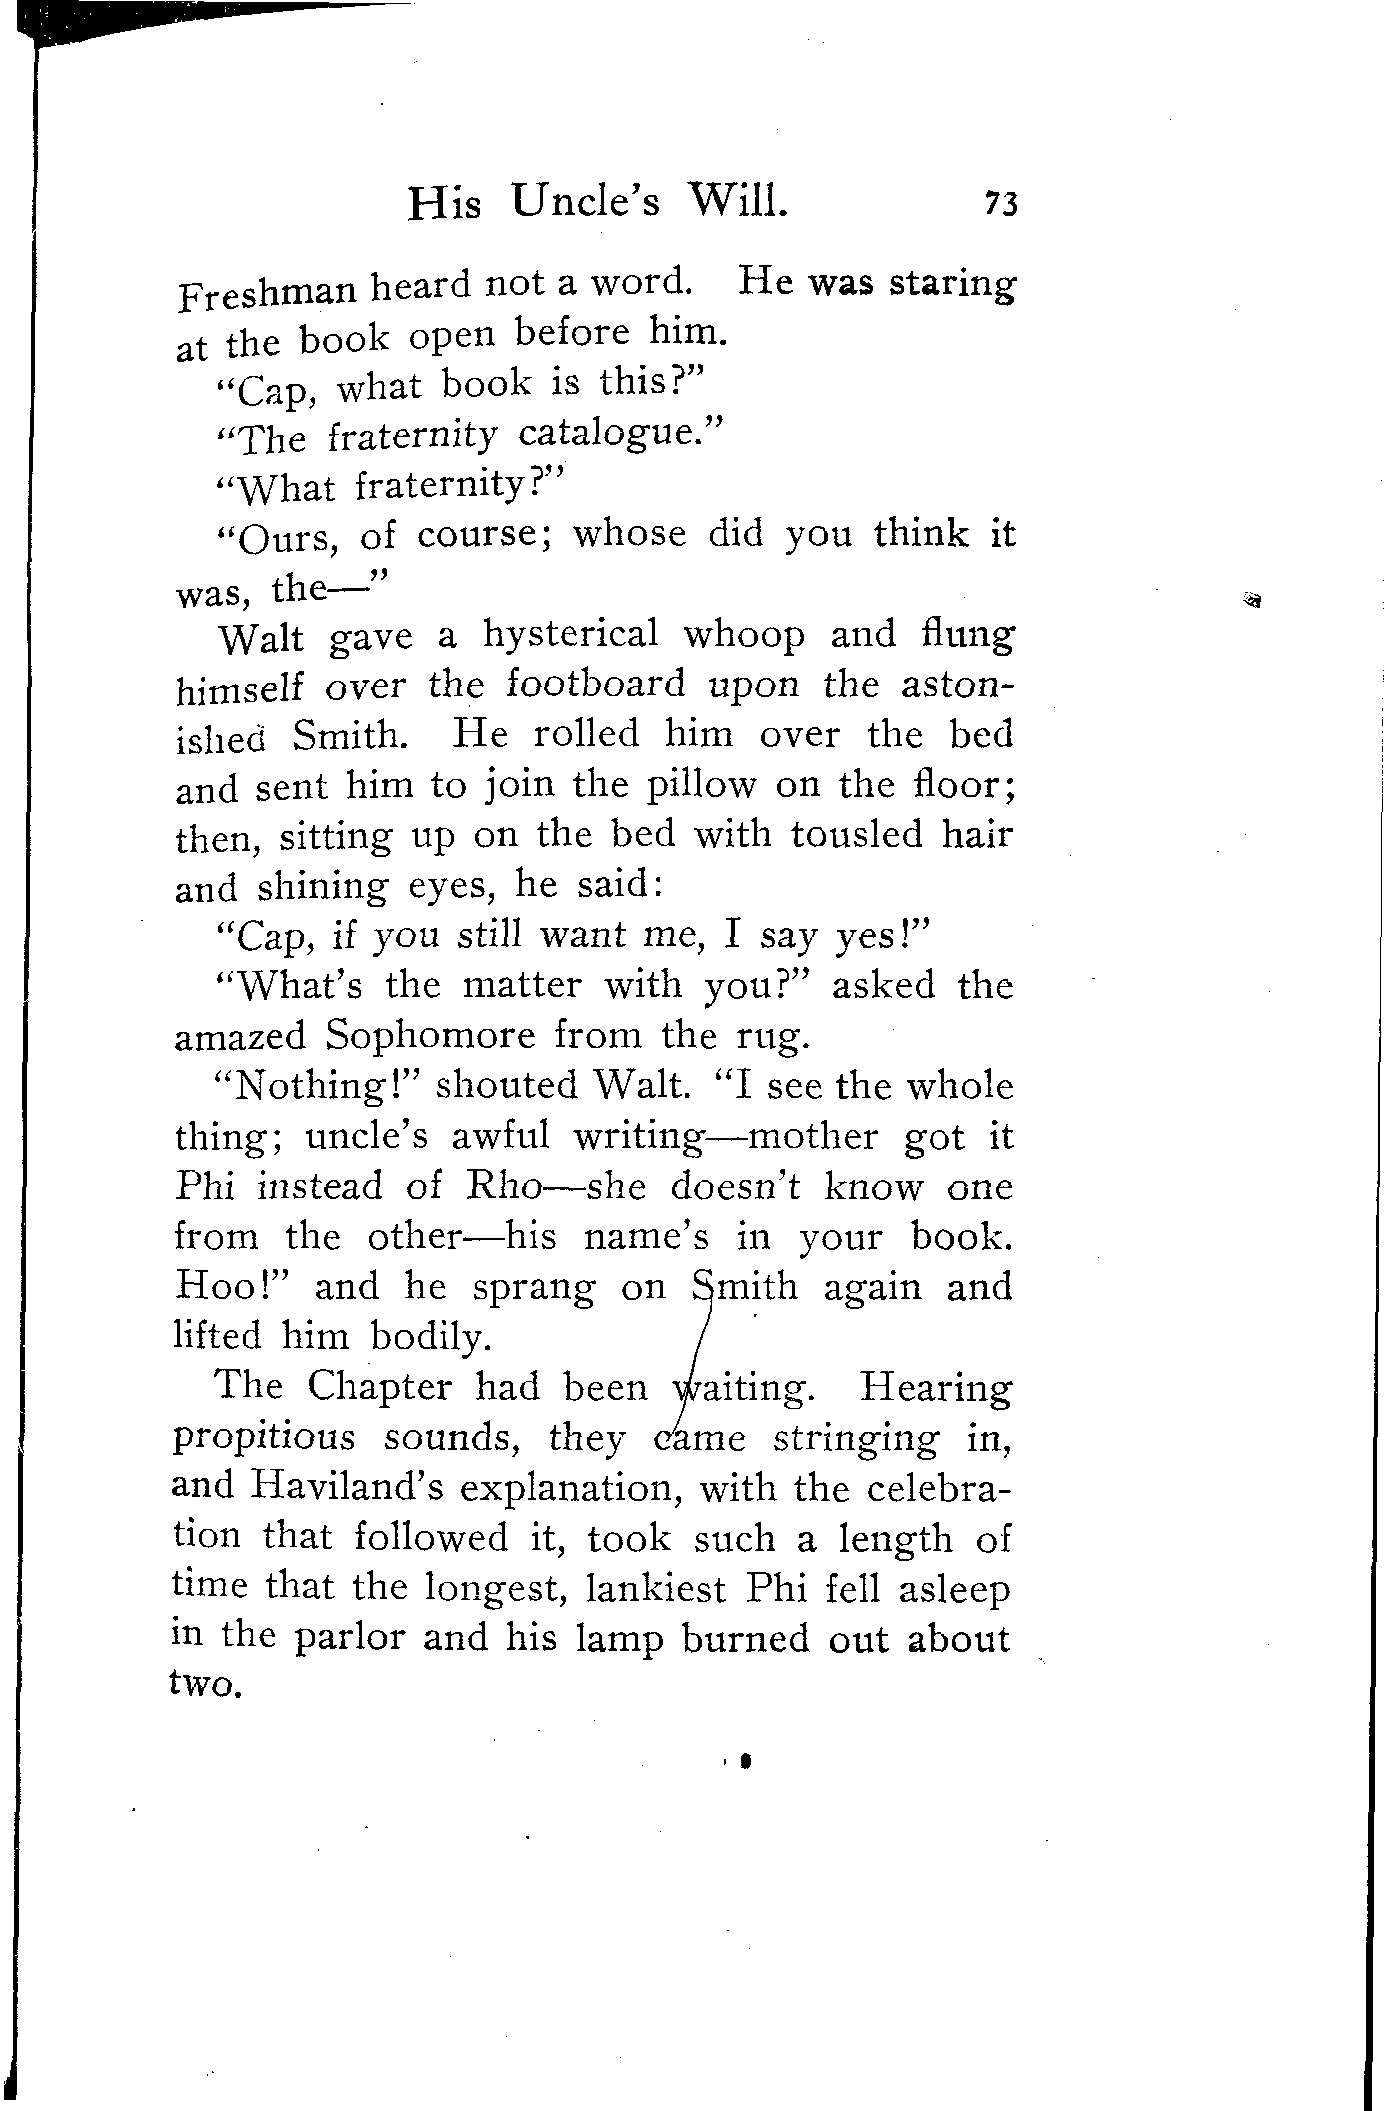 His Uncle's Will. 73
Freshman heard not a word. He was staring
at the book open before him.
“Cap, what book is this?”
“The fraternity catalogue.”
“What fraternity?”
“Ours, of course; whose did you think it
was, the—”
Walt gave a hysterical whoop and flung
himself over the footboard upon the aston-
ished Smith. He rolled him over the bed
and sent him to join the pillow on the floor;
then, sitting up on the bed with tousled hair
and shining eyes, he said:
“Cap, if you still want me, I say yes!”
“What's the matter with you?” asked the
amazed Sophomore from the rug.
“Nothing!” shouted Walt. “I see the whole
thing; uncle's awful writing—mother got it
Phi instead of Rho—she doesn't know one
from the other—his name's in your book.
Hoo!” and he sprang on Smith again and
lifted him bodily.
The Chapter had been waiting. Hearing
propitious sounds, they came stringing in,
and Haviland's explanation, with the celebra-
tion that followed it, took such a length of
time that the longest, lankiest Phi fell asleep
in the parlor and his lamp burned out about
two.